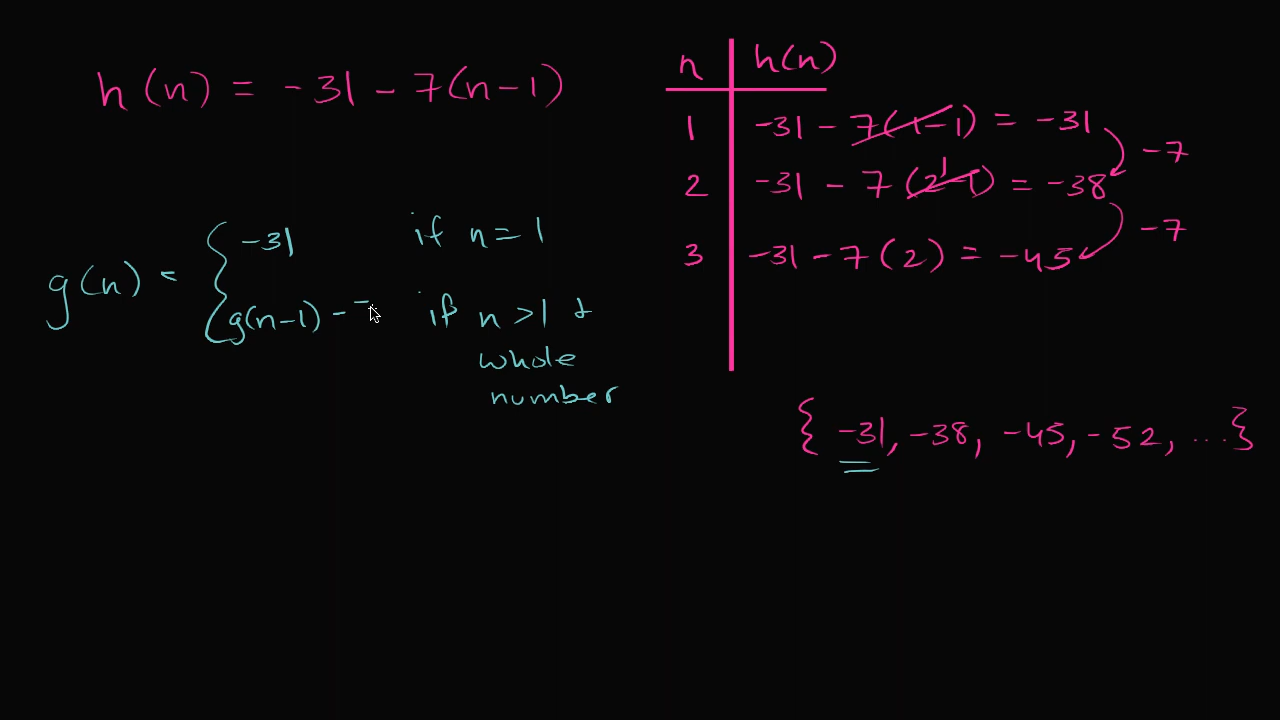 h(n) = -31 - 7(n-1)
n h(n)
1 -31 - 7(1-1) = -31
-7
2 -31 - 7(2-1) = -38
1
-7
3 -31 - 7(2) = -45
g(n) = { -31 if n=1
g(n-1) - if n>1 +
whole
number
{ -31, -38, -45, -52, ...}